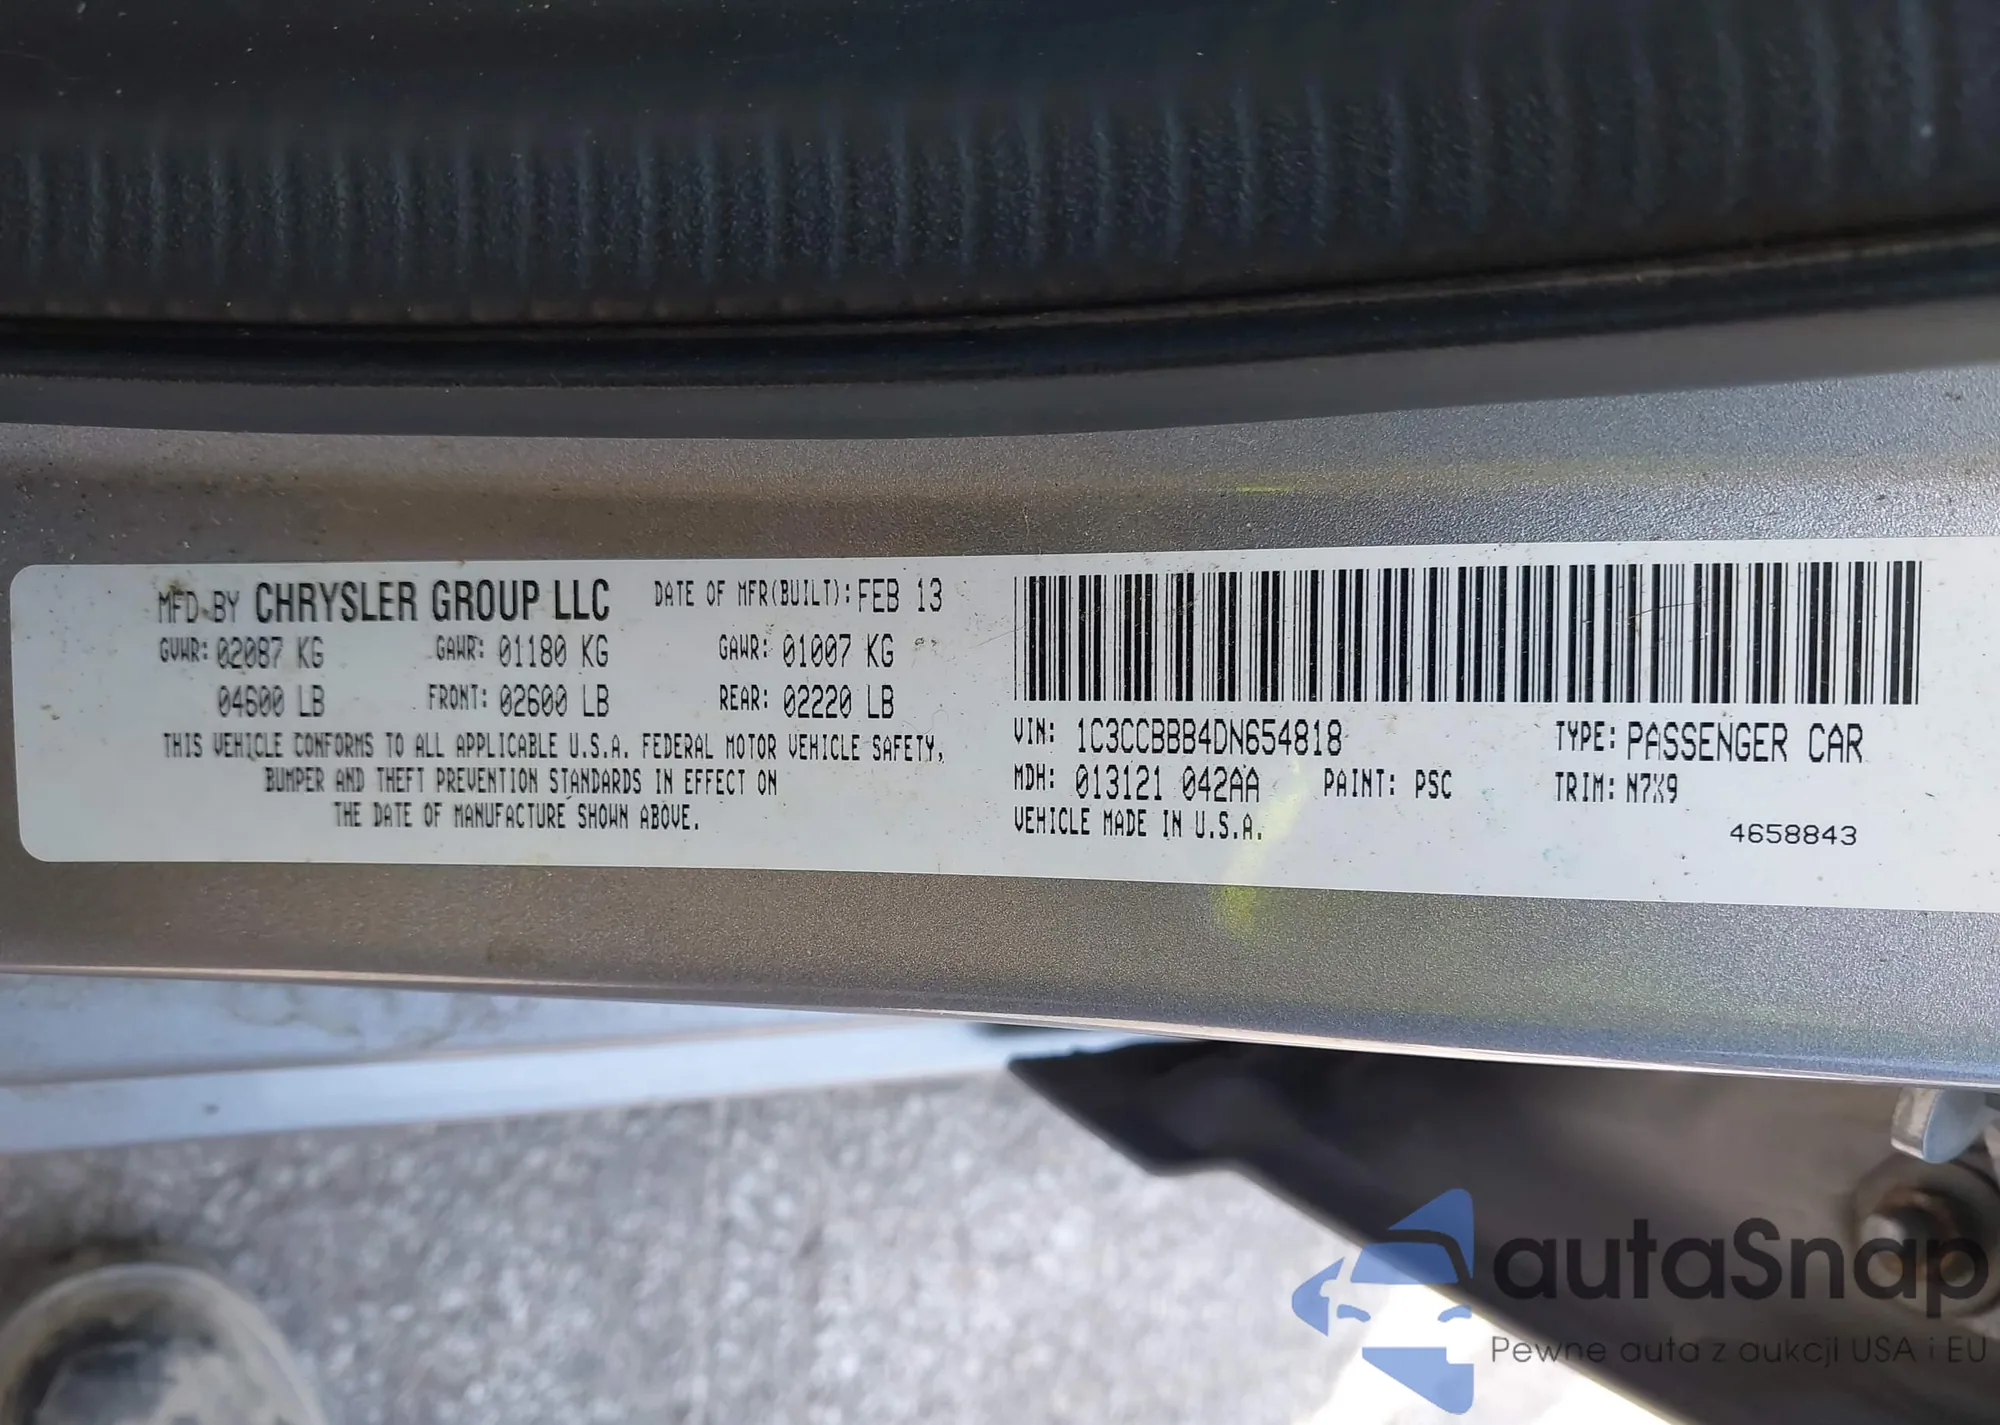 MFD BY CHRYSLER GROUP LLC DATE OF MFR(BUILT): FEB 13
GVWR: 02087 KG GAWR: 01180 KG GAWR: 01007 KG
04600 LB FRONT: 02600 LB REAR: 02220 LB
THIS VEHICLE CONFORMS TO ALL APPLICABLE U.S.A. FEDERAL MOTOR VEHICLE SAFETY,
BUMPER AND THEFT PREVENTION STANDARDS IN EFFECT ON
THE DATE OF MANUFACTURE SHOWN ABOVE.
VIN: 1C3CCBBB4DN654818 TYPE: PASSENGER CAR
MDH: 013121 042AA PAINT: PSC TRIM: N7X9
VEHICLE MADE IN U.S.A.
4658843
autaSnap
Pewne auta z aukcji USA i EU